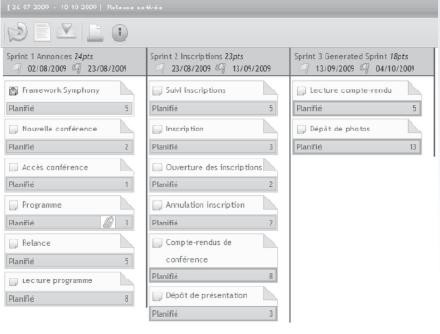 [ 24 07 2009 - 10 10 2009 ] Release
Sprint 1 Annonces 24pts
02/08/2009 23/08/2009
Framework Symphony
Planifié 5
Nouvelle conférence
Planifié 2
Accès conférence
Planifié 1
Programme
Planifié 3
Relance
Planifié 5
Lecture programme
Planifié 8
Sprint 2 Inscriptions 23pts
23/08/2009 13/09/2009
Suivi Inscriptions
Planifié 5
Inscription
Planifié 3
Ouverture des inscriptions
Planifié 2
Annulation inscription
Planifié 2
Compte-rendus de
conférence
Planifié 8
Dépôt de présentation
Planifié 3
Sprint 3 Generated Sprint 18pts
13/09/2009 04/10/2009
Lecture compte-rendu
Planifié 5
Dépôt de photos
Planifié 13